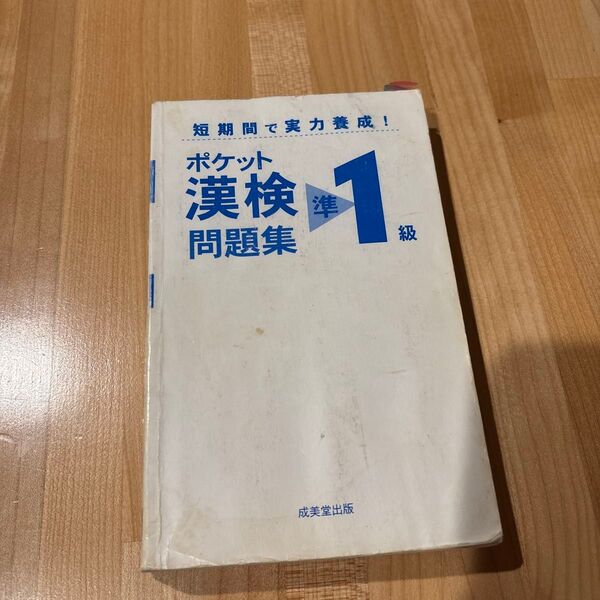 短期間で実力養成!
ポケット
漢検
準1級
問題集
成美堂出版